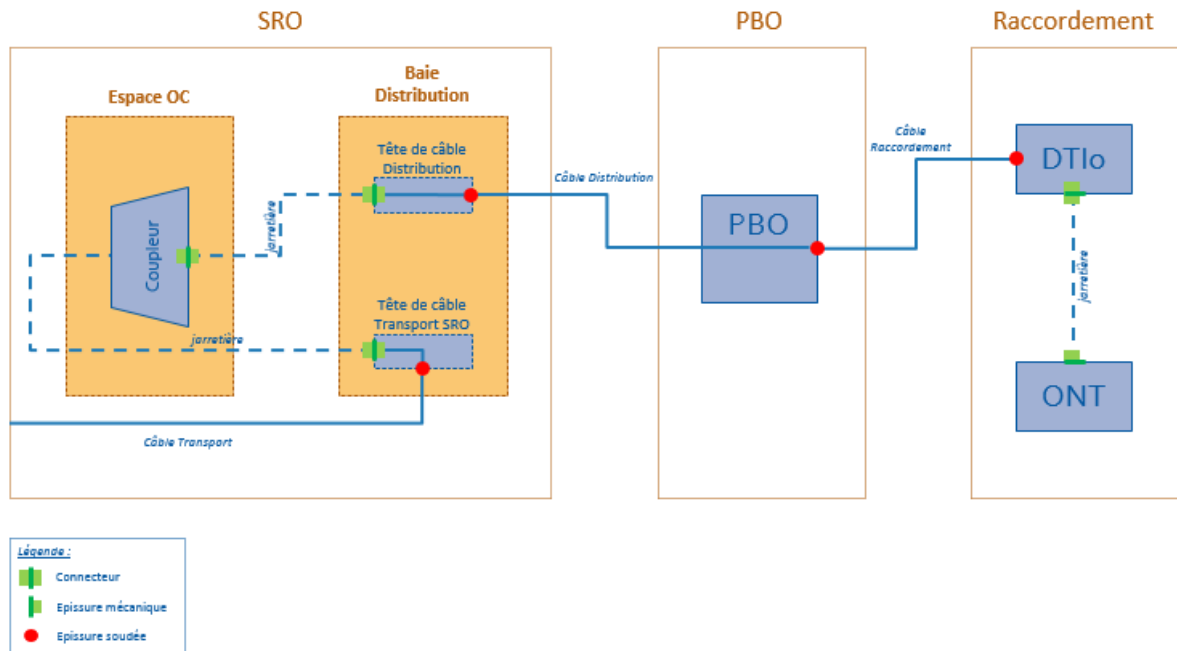 SRO
PBO
Raccordement
Espace OC
Baie
Distribution
Tête de câble
Distribution
Coupleur
jarretière
Tête de câble
Transport SRO
jarretière
Câble Transport
Câble Distribution
PBO
Câble
Raccordement
DTIo
jarretière
ONT
Légende :
Connecteur
Epissure mécanique
Epissure soudée